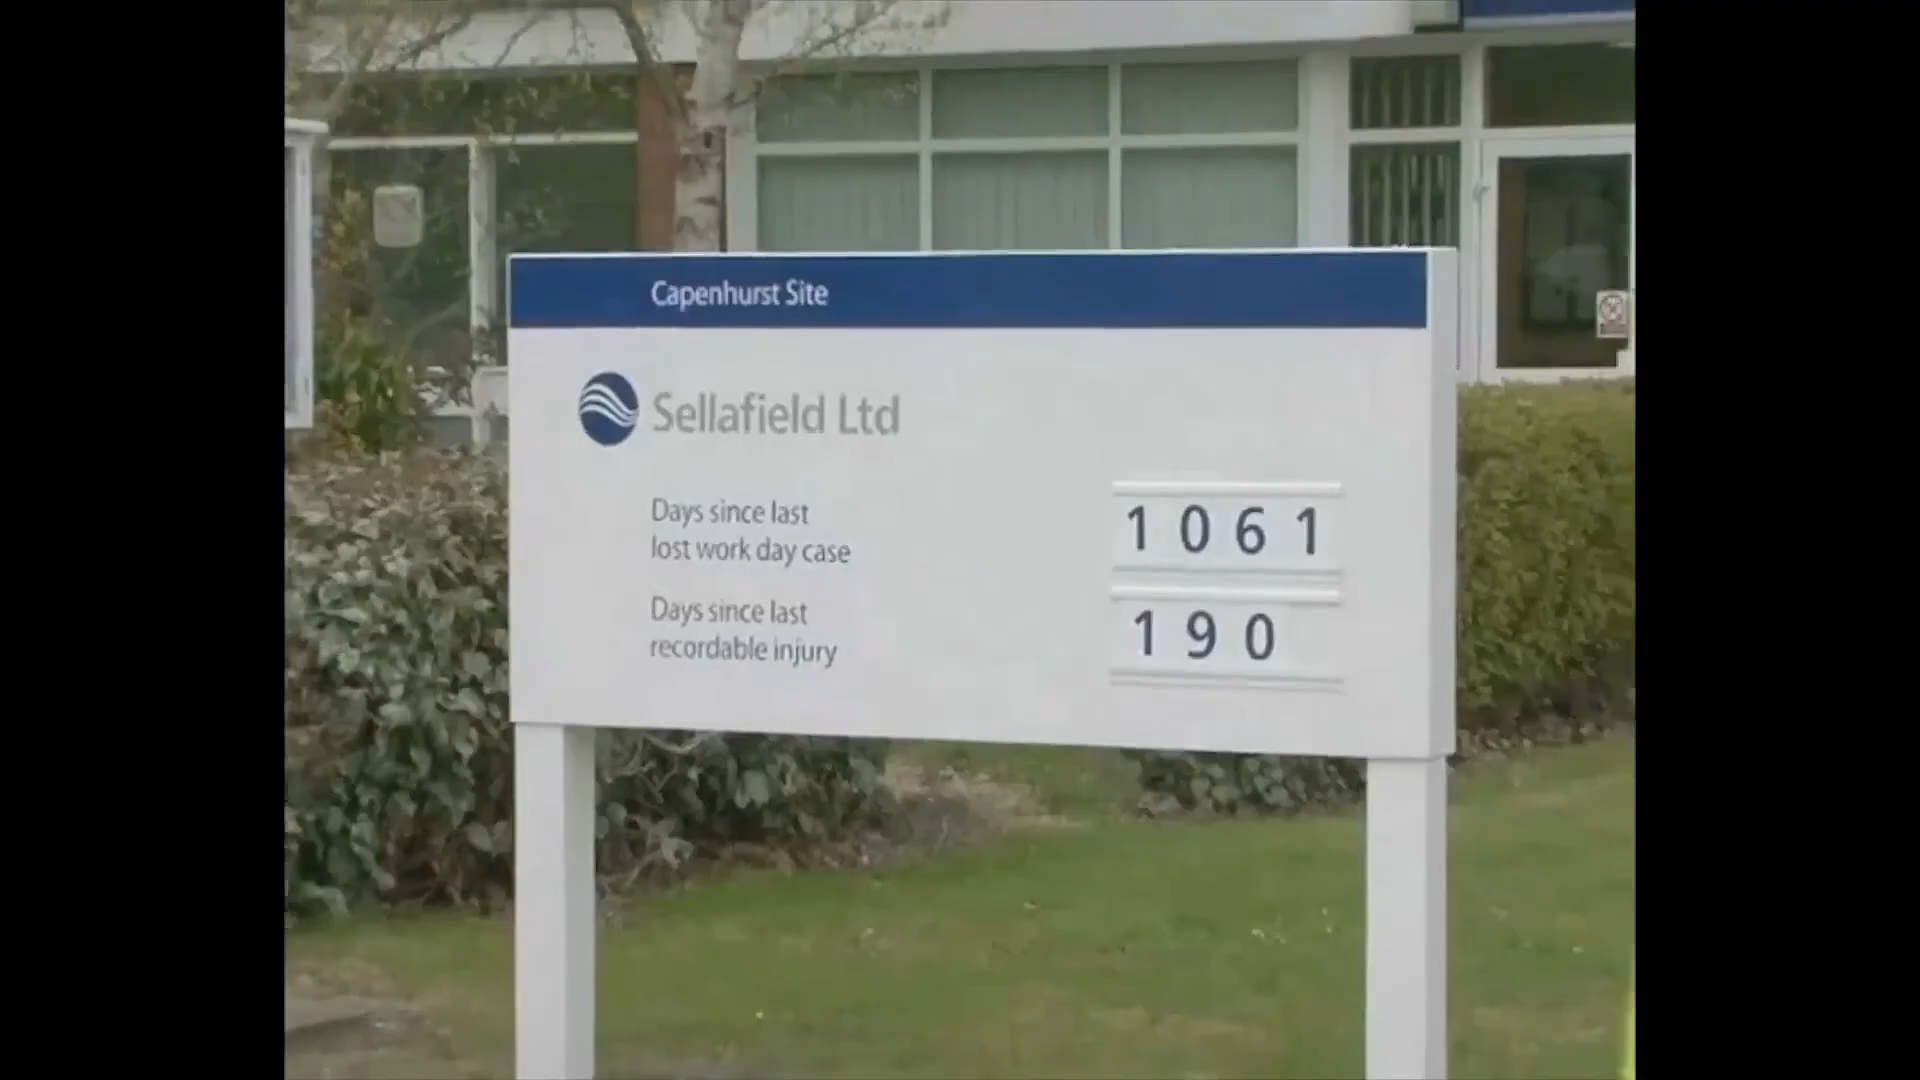 Capenhurst Site
Sellafield Ltd
Days since last
lost work day case
1061
Days since last
recordable injury
190